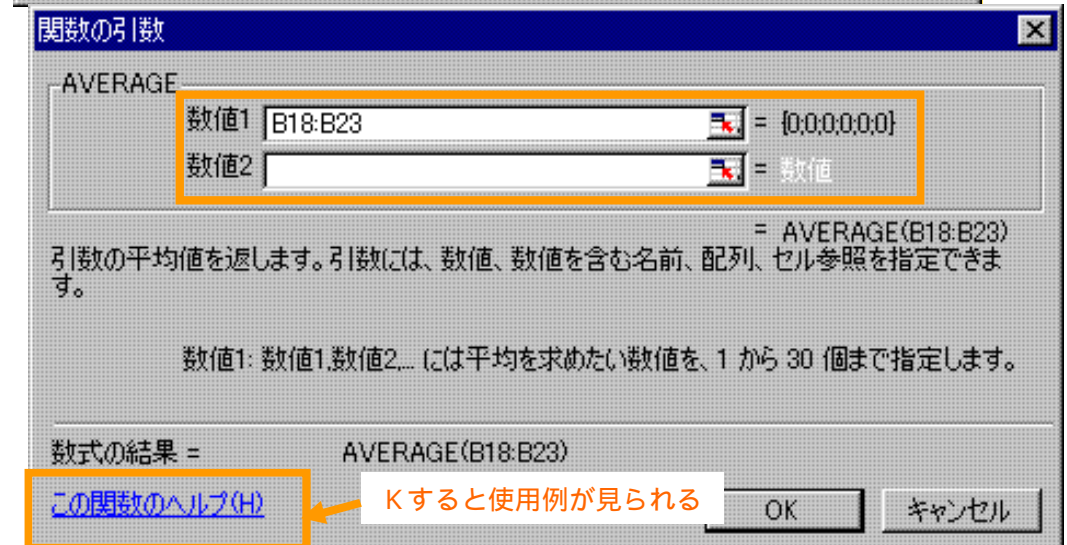 関数の引数
AVERAGE
数値1 B18:B23 = {0;0;0;0;0;0}
数値2 = 数値
= AVERAGE(B18:B23)
引数の平均値を返します。引数には、数値、数値を含む名前、配列、セル参照を指定できま
す。
数値1: 数値1,数値2,... には平均を求めたい数値を、1 から 30 個まで指定します。
数式の結果 = AVERAGE(B18:B23)
この関数のヘルプ(H)
Kすると使用例が見られる
OK
キャンセル